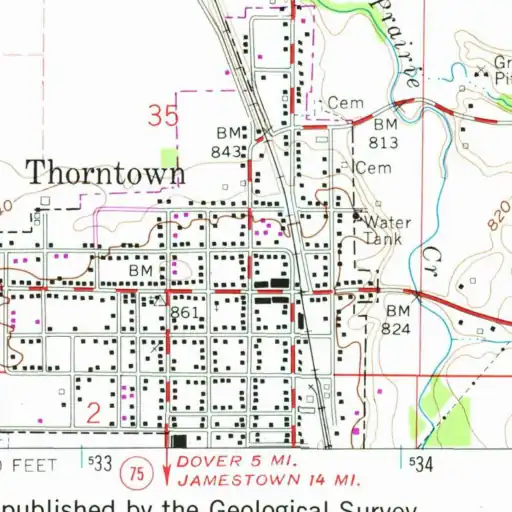 Prairie
Gr
Pit
Cem
35
BM
843
BM
813
Thorntown
Cem
820
Water
Tank
Cr
BM
861
BM
824
2
0 FEET
533
75
DOVER 5 MI.
JAMESTOWN 14 MI.
534
published by the Geological Survey